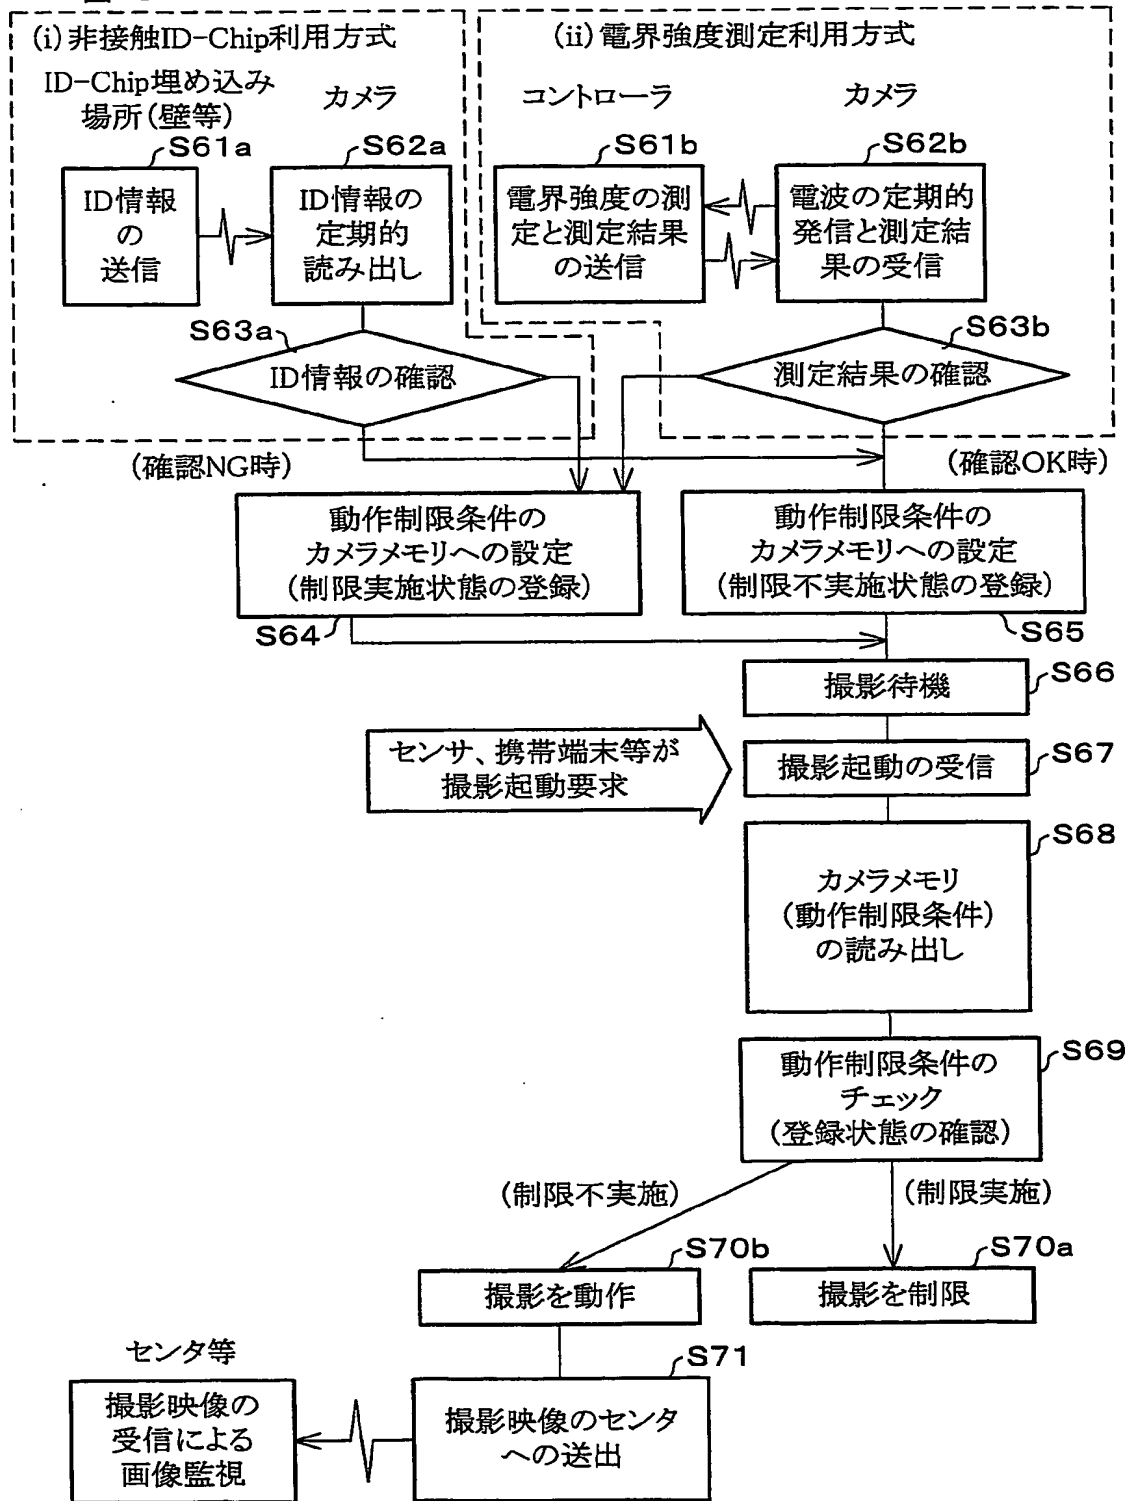 (i)非接触ID-Chip利用方式
ID-Chip埋め込み
場所(壁等)
カメラ
S61a
S62a
ID情報
の
送信
ID情報の
定期的
読み出し
S63a
ID情報の確認
(ii)電界強度測定利用方式
コントローラ
カメラ
S61b
S62b
電界強度の測
定と測定結果
の送信
電波の定期的
発信と測定結
果の受信
S63b
測定結果の確認
(確認NG時)
(確認OK時)
動作制限条件の
カメラメモリへの設定
(制限実施状態の登録)
S64
動作制限条件の
カメラメモリへの設定
(制限不実施状態の登録)
S65
撮影待機
S66
センサ、携帯端末等が
撮影起動要求
撮影起動の受信
S67
S68
カメラメモリ
(動作制限条件)
の読み出し
S69
動作制限条件の
チェック
(登録状態の確認)
(制限不実施)
(制限実施)
S70b
撮影を動作
S70a
撮影を制限
センタ等
S71
撮影映像の
受信による
画像監視
撮影映像のセンタ
への送出